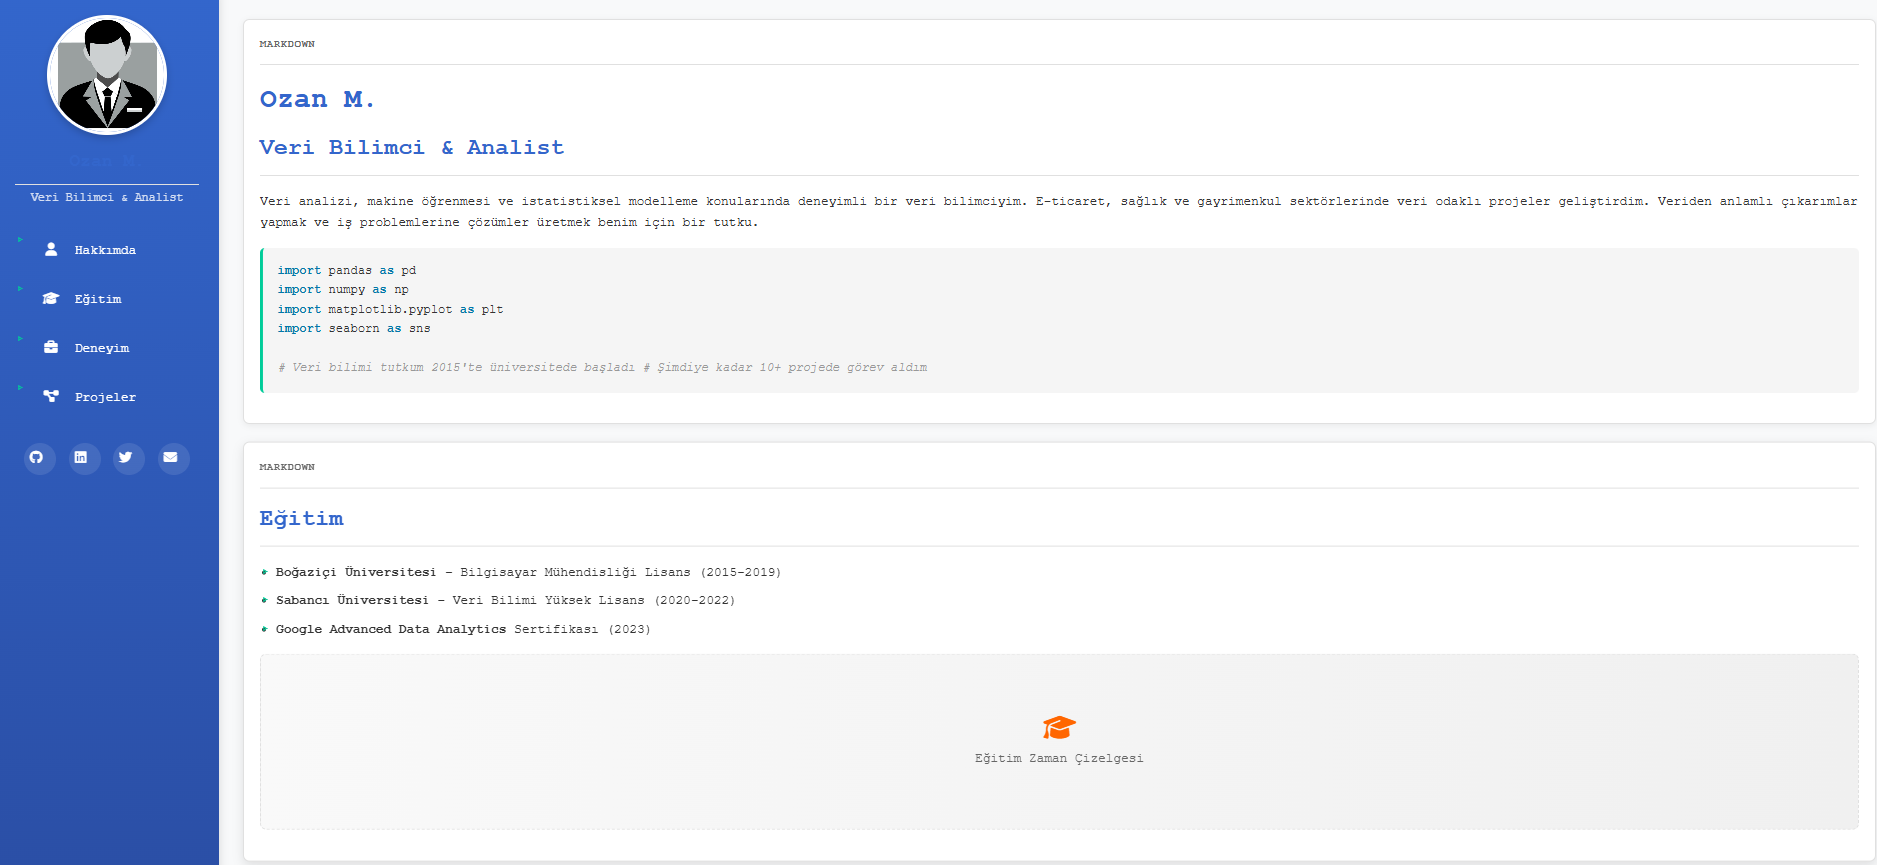 Ozan M.
Veri Bilimci & Analist
Hakkımda
Eğitim
Deneyim
Projeler
MARKDOWN
Ozan M.
Veri Bilimci & Analist
Veri analizi, makine öğrenmesi ve istatistiksel modelleme konularında deneyimli bir veri bilimciyim. E-ticaret, sağlık ve gayrimenkul sektörlerinde veri odaklı projeler geliştirdim. Veriden anlamlı çıkarımlar
yapmak ve iş problemlerine çözümler üretmek benim için bir tutku.
import pandas as pd
import numpy as np
import matplotlib.pyplot as plt
import seaborn as sns
# Veri bilimi tutkum 2015'te üniversitede başladı # Şimdiye kadar 10+ projede görev aldım
MARKDOWN
Eğitim
Boğaziçi Üniversitesi - Bilgisayar Mühendisliği Lisans (2015-2019)
Sabancı Üniversitesi - Veri Bilimi Yüksek Lisans (2020-2022)
Google Advanced Data Analytics Sertifikası (2023)
Eğitim Zaman Çizelgesi